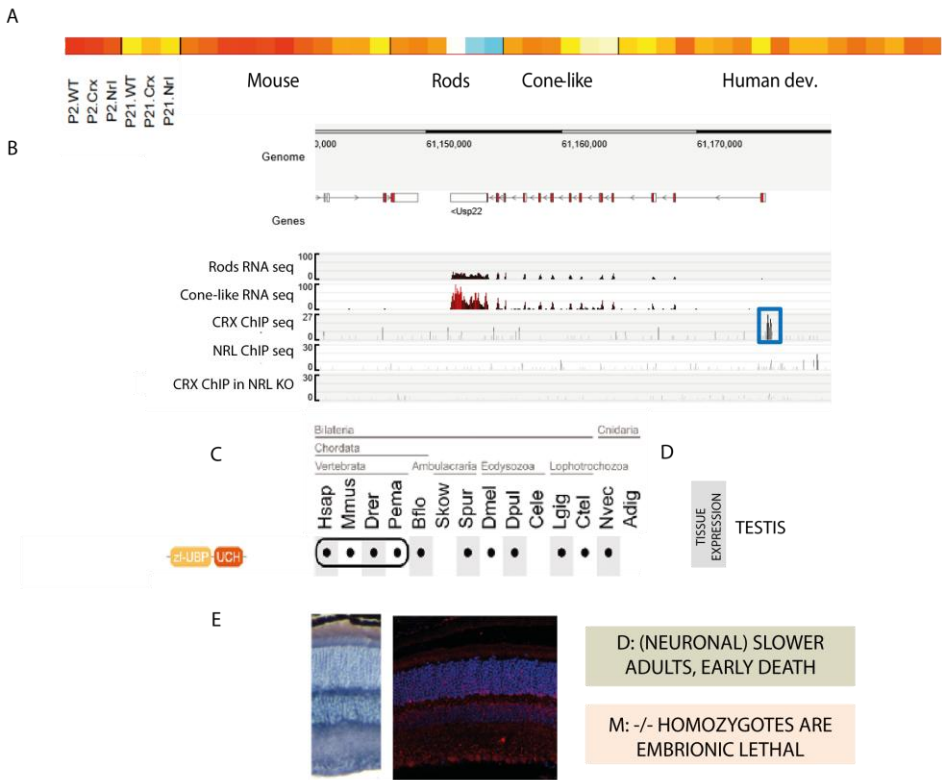 A
P2.WT
P2.Crx
P2.Nrl
P21.WT
P21.Crx
P21.Nrl
Mouse
Rods
Cone-like
Human dev.
B
Genome
0,000
61,150,000
61,160,000
61,170,000
Genes
<Usp22
Rods RNA seq
100
0
Cone-like RNA seq
100
0
CRX ChIP seq
27
0
NRL ChIP seq
30
0
CRX ChIP in NRL KO
30
0
C
Bilateria
Cnidaria
Chordata
Vertebrata
Ambulacraria
Ecdysozoa
Lophotrochozoa
Hsap
Mmus
Drer
Pema
Bflo
Skow
Spur
Dmel
Dpul
Cele
Lgig
Ctel
Nvec
Adig
zf-UBP
UCH
D
TISSUE
EXPRESSION
TESTIS
E
D: (NEURONAL) SLOWER
ADULTS, EARLY DEATH
M: -/- HOMOZYGOTES ARE
EMBRIONIC LETHAL